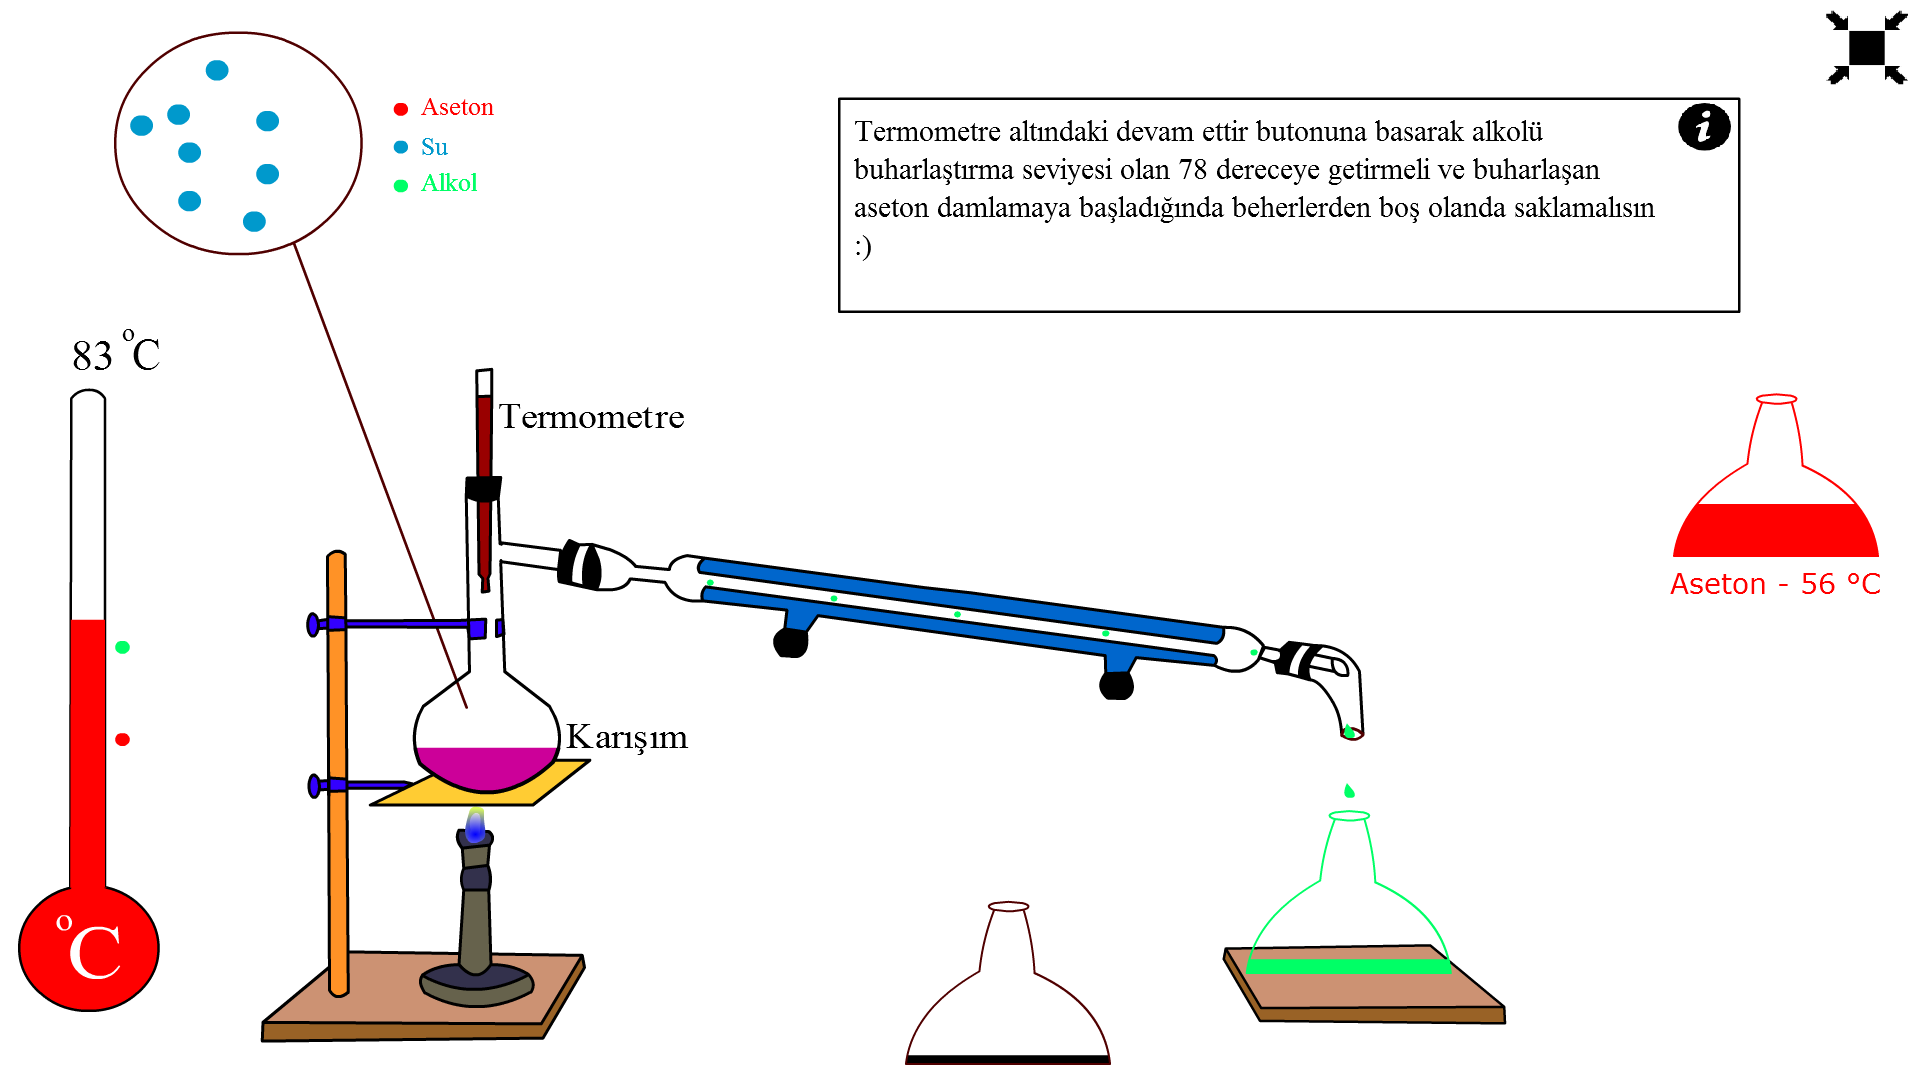 Aseton
Su
Alkol
Termometre altındaki devam ettir butonuna basarak alkolü
buharlaştırma seviyesi olan 78 dereceye getirmeli ve buharlaşan
aseton damlamaya başladığında beherlerden boş olanda saklamalısın
:)
i
83 °C
Termometre
Aseton - 56 °C
Karışım
°C